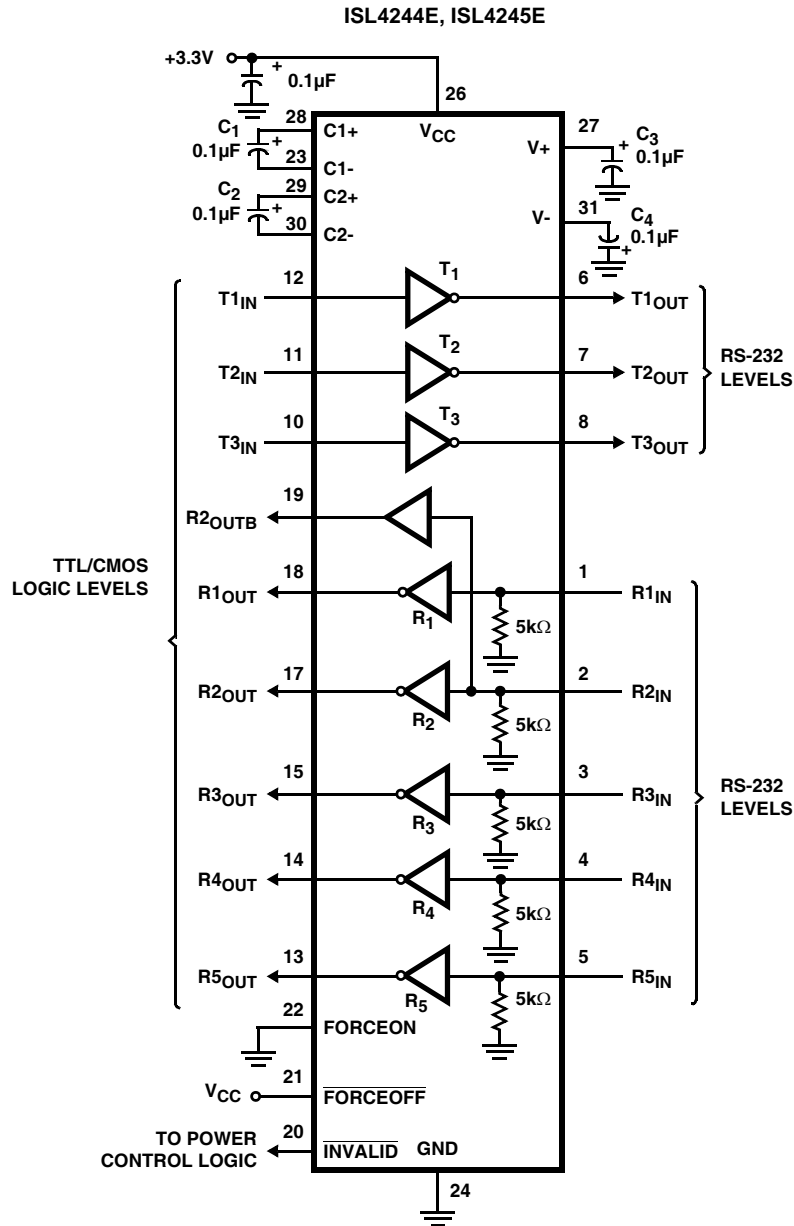 ISL4244E, ISL4245E
+3.3V
+
0.1µF
26
28
C1+
VCC
27
C1
0.1µF
+
V+
+
C3
0.1µF
23
C1-
29
C2+
C2
0.1µF
+
31
C4
0.1µF
+
30
C2-
V-
12
T1
6
T1IN
T1OUT
11
T2
7
RS-232
LEVELS
T2IN
T2OUT
10
T3
8
T3IN
T3OUT
19
R2OUTB
TTL/CMOS
LOGIC LEVELS
18
1
R1OUT
R1IN
R1
5kΩ
17
2
R2OUT
R2IN
R2
5kΩ
15
3
R3OUT
R3IN
RS-232
LEVELS
R3
5kΩ
14
4
R4OUT
R4IN
R4
5kΩ
13
5
R5OUT
R5IN
R5
5kΩ
22
FORCEON
21
VCC
FORCEOFF
20
TO POWER
CONTROL LOGIC
INVALID
GND
24